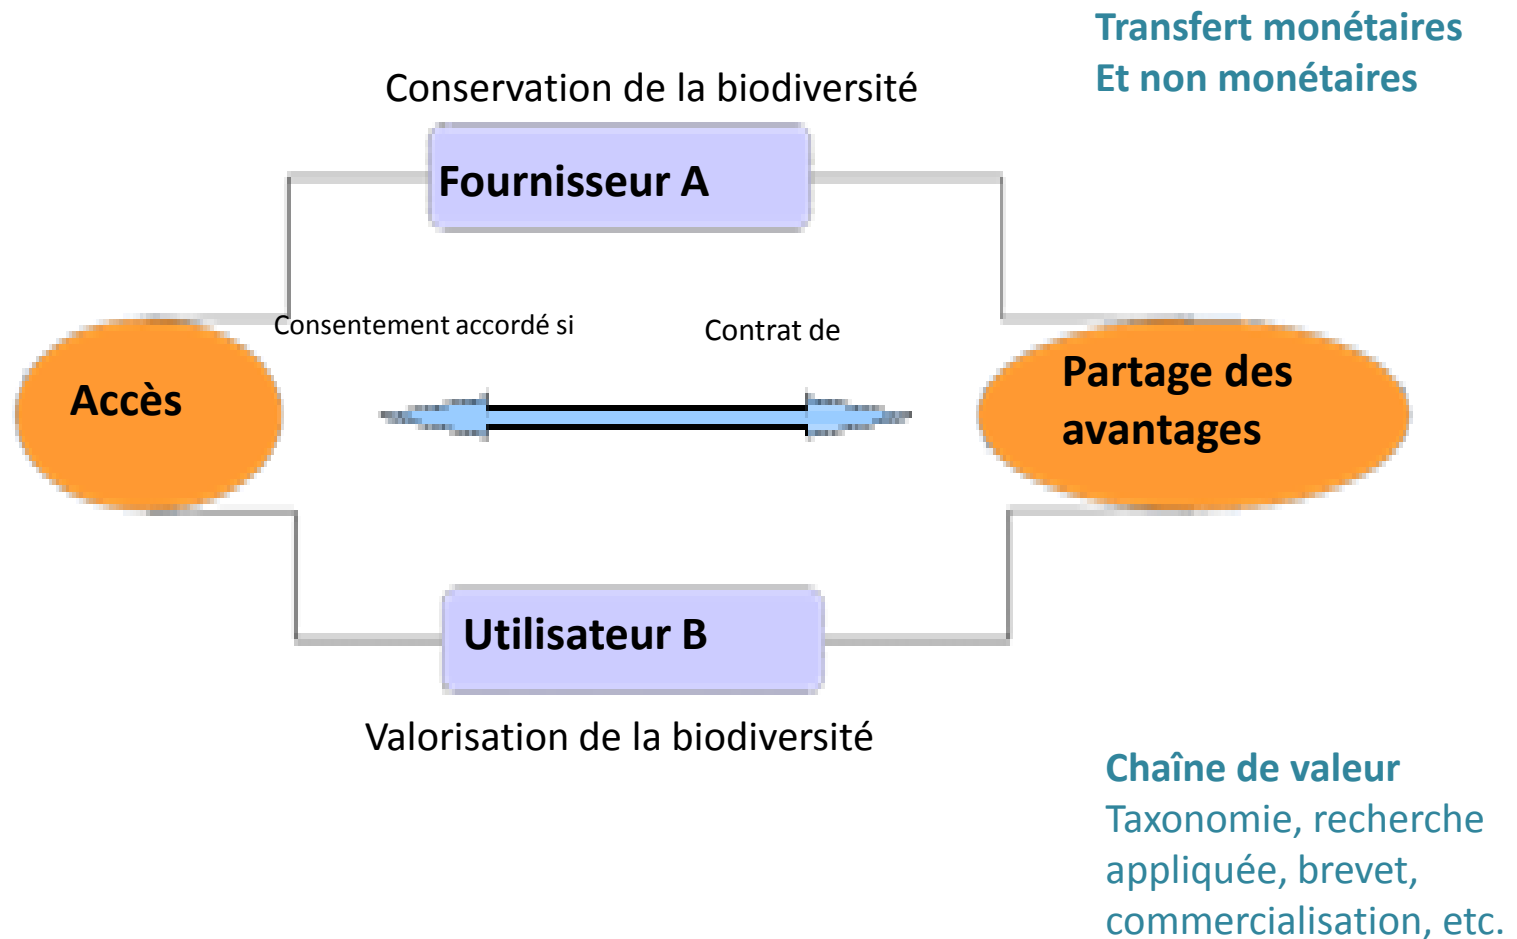 Transfert monétaires
Et non monétaires
Conservation de la biodiversité
Fournisseur A
Consentement accordé si
Contrat de
Accès
Partage des
avantages
Utilisateur B
Valorisation de la biodiversité
Chaîne de valeur
Taxonomie, recherche
appliquée, brevet,
commercialisation, etc.